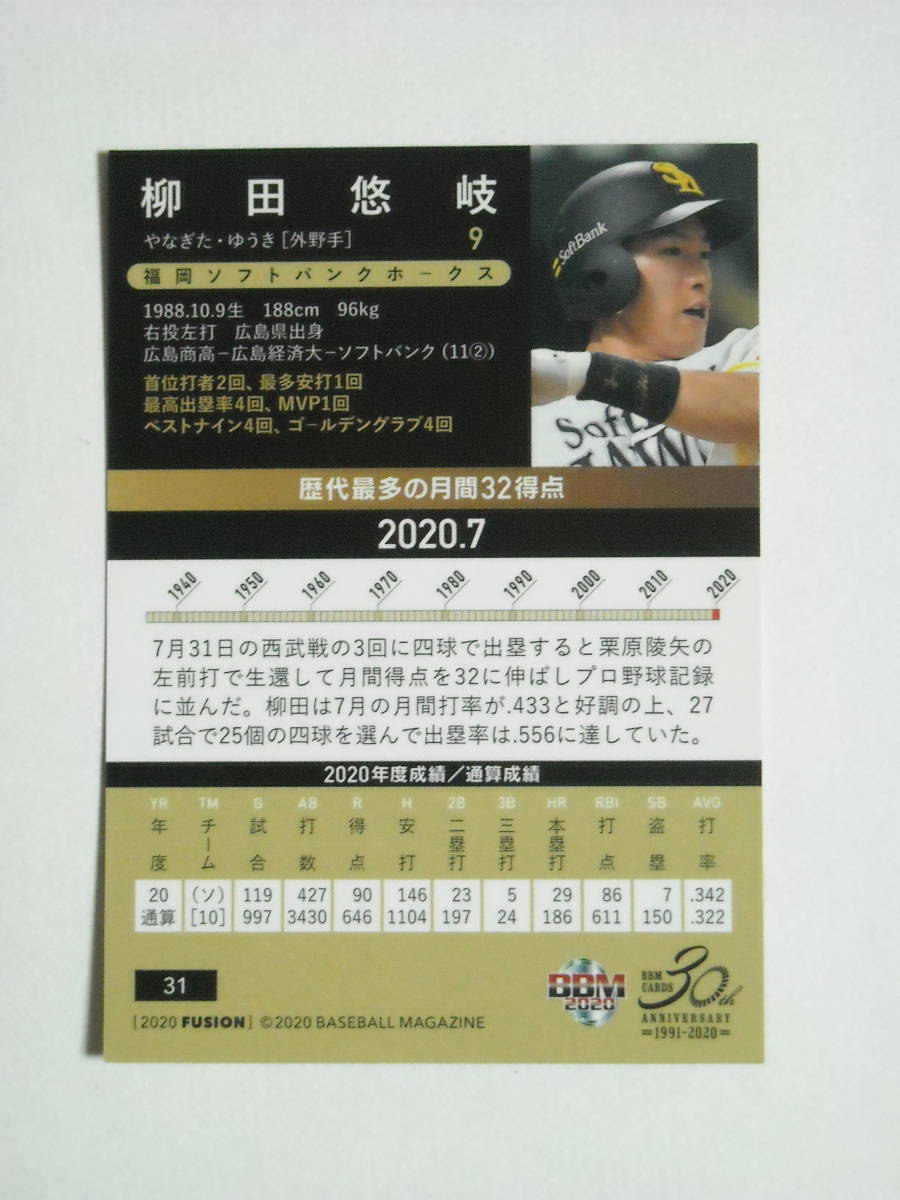 柳田悠岐
やなぎた・ゆうき[外野手] 9
福岡ソフトバンクホークス
1988.10.9生 188cm 96kg
右投左打 広島県出身
広島商高－広島経済大－ソフトバンク(11②)
首位打者2回、最多安打1回
最高出塁率4回、MVP1回
ベストナイン4回、ゴールデングラブ4回
SoftBank
歴代最多の月間32得点
2020.7
1940 1950 1960 1970 1980 1990 2000 2010 2020
7月31日の西武戦の3回に四球で出塁すると栗原陵矢の
左前打で生還して月間得点を32に伸ばしプロ野球記録
に並んだ。柳田は7月の月間打率が.433と好調の上、27
試合で25個の四球を選んで出塁率は.556に達していた。
2020年度成績／通算成績
YR TM G AB R H 2B 3B HR RBI SB AVG
年度 チーム 試合 打数 得点 安打 二塁打 三塁打 本塁打 打点 盗塁 打率
20 (ソ) 119 427 90 146 23 5 29 86 7 .342
通算 [10] 997 3430 646 1104 197 24 186 611 150 .322
31
[2020 FUSION] ©2020 BASEBALL MAGAZINE
BBM
2020
BBM
CARDS 30th
ANNIVERSARY
=1991-2020=